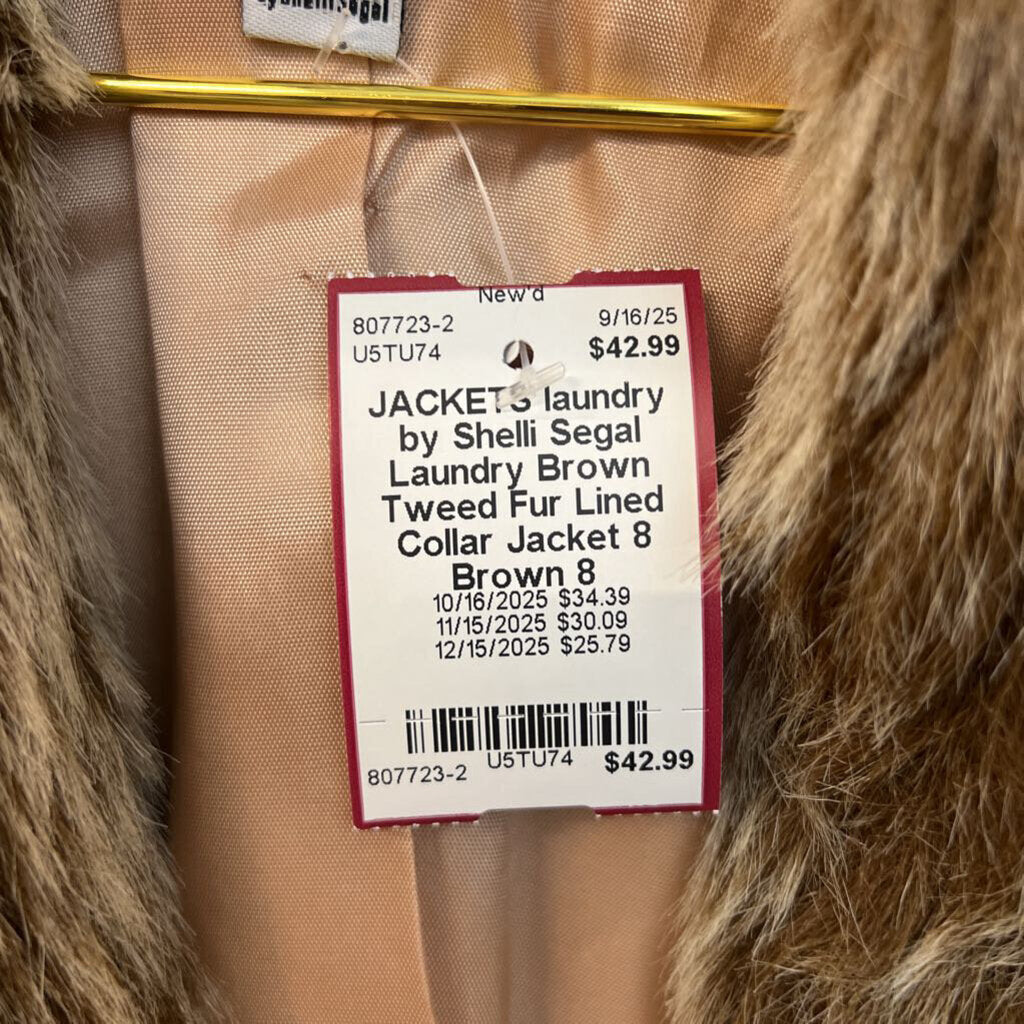 New'd
807723-2 9/16/25
U5TU74 $42.99
JACKETS laundry
by Shelli Segal
Laundry Brown
Tweed Fur Lined
Collar Jacket 8
Brown 8
10/16/2025 $34.39
11/15/2025 $30.09
12/15/2025 $25.79
807723-2 U5TU74 $42.99